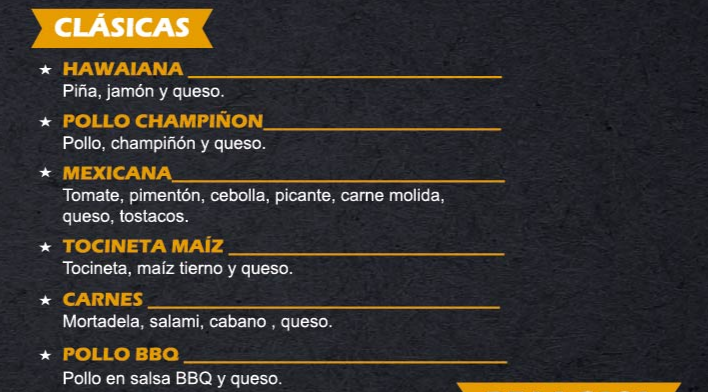 CLÁSICAS
HAWAIANA
Piña, jamón y queso.
POLLO CHAMPIÑON
Pollo, champiñón y queso.
MEXICANA
Tomate, pimentón, cebolla, picante, carne molida,
queso, tostacos.
TOCINETA MAÍZ
Tocineta, maíz tierno y queso.
CARNES
Mortadela, salami, cabano , queso.
POLLO BBQ
Pollo en salsa BBQ y queso.